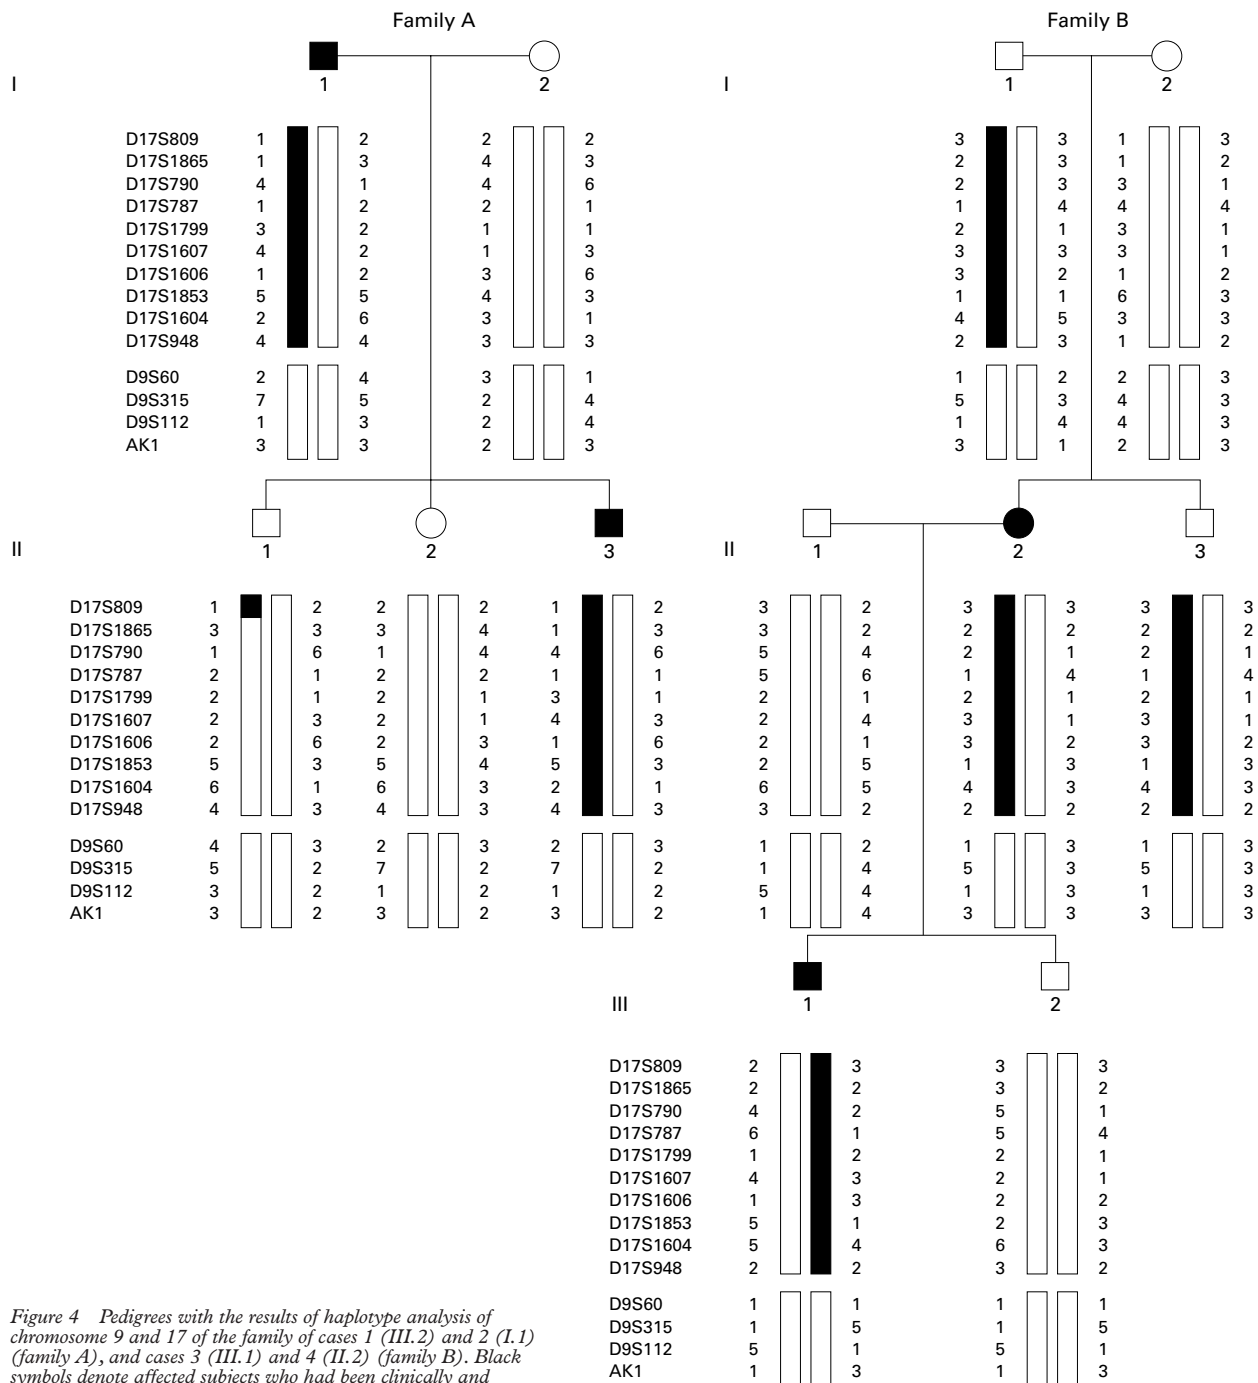 Family A Family B
1 2 1 2
I I
D17S809 1 2 2 2 3 3 1 3
D17S1865 1 3 4 3 2 3 1 2
D17S790 4 1 4 6 2 3 3 1
D17S787 1 2 2 1 1 4 4 4
D17S1799 3 2 1 1 2 1 3 1
D17S1607 4 2 1 3 3 3 3 1
D17S1606 1 2 3 6 3 2 1 2
D17S1853 5 5 4 3 1 1 6 3
D17S1604 2 6 3 1 4 5 3 3
D17S948 4 4 3 3 2 3 1 2
D9S60 2 4 3 1 1 2 2 3
D9S315 7 5 2 4 5 3 4 3
D9S112 1 3 2 4 1 4 4 3
AK1 3 3 2 3 3 1 2 3
II 1 2 3 II 1 2 3
D17S809 1 2 2 2 1 2 3 2 3 3 3 3
D17S1865 3 3 3 4 1 3 3 2 2 2 2 2
D17S790 1 6 1 4 4 6 5 4 2 1 2 1
D17S787 2 1 2 2 1 1 5 6 1 4 1 4
D17S1799 2 1 2 1 3 1 2 1 2 1 2 1
D17S1607 2 3 2 1 4 3 2 4 3 1 3 1
D17S1606 2 6 2 3 1 6 2 1 3 2 3 2
D17S1853 5 3 5 4 5 3 2 5 1 3 1 3
D17S1604 6 1 6 3 2 1 6 5 4 3 4 3
D17S948 4 3 4 3 4 3 3 2 2 2 2 2
D9S60 4 3 2 3 2 3 1 2 1 3 1 3
D9S315 5 2 7 2 7 2 1 4 5 3 5 3
D9S112 3 2 1 2 1 2 5 4 1 3 1 3
AK1 3 2 3 2 3 2 1 4 3 3 3 3
III 1 2
D17S809 2 3 3 3
D17S1865 2 2 3 2
D17S790 4 2 5 1
D17S787 6 1 5 4
D17S1799 1 2 2 1
D17S1607 4 3 2 1
D17S1606 1 3 2 2
D17S1853 5 1 2 3
D17S1604 5 4 6 3
D17S948 2 2 3 2
D9S60 1 1 1 1
D9S315 1 5 1 5
D9S112 5 1 5 1
AK1 1 3 1 3
Figure 4 Pedigrees with the results of haplotype analysis of
chromosome 9 and 17 of the family of cases 1 (III.2) and 2 (I.1)
(family A), and cases 3 (III.1) and 4 (II.2) (family B). Black
symbols denote affected subjects who had been clinically and